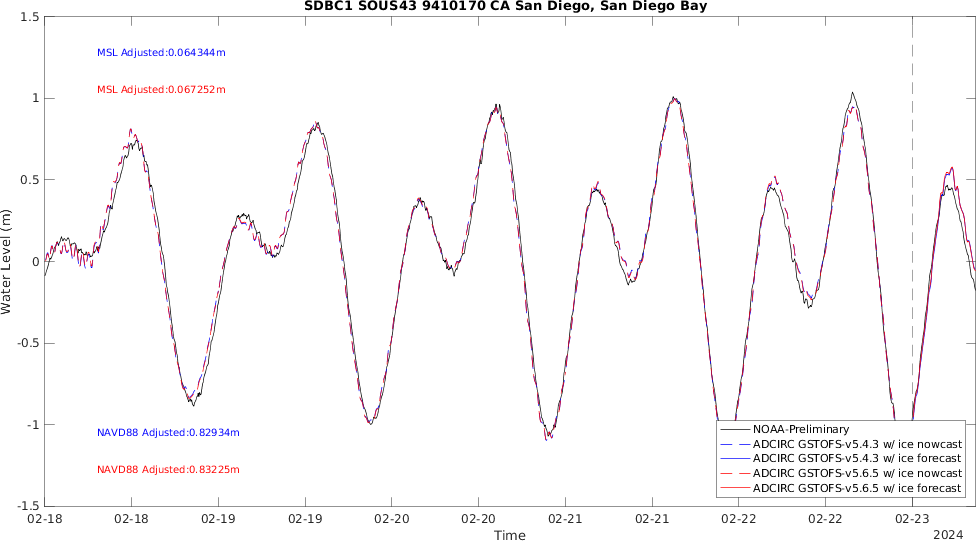 SDBC1 SOUS43 9410170 CA San Diego, San Diego Bay
1.5
MSL Adjusted:0.064344m
MSL Adjusted:0.067252m
1
0.5
Water Level (m)
0
-0.5
-1
NAVD88 Adjusted:0.82934m
NAVD88 Adjusted:0.83225m
NOAA-Preliminary
ADCIRC GSTOFS-v5.4.3 w/ ice nowcast
ADCIRC GSTOFS-v5.4.3 w/ ice forecast
ADCIRC GSTOFS-v5.6.5 w/ ice nowcast
ADCIRC GSTOFS-v5.6.5 w/ ice forecast
-1.5
02-18 02-18 02-19 02-19 02-20 02-20 02-21 02-21 02-22 02-22 02-23
Time
2024